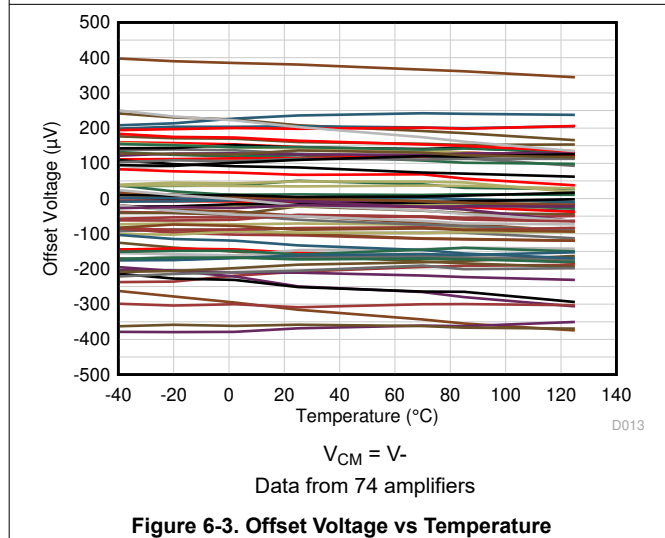 500
400
300
200
100
0
-100
-200
-300
-400
-500
Offset Voltage (µV)
-40 -20 0 20 40 60 80 100 120 140
Temperature (°C)
D013
VCM = V-
Data from 74 amplifiers
Figure 6-3. Offset Voltage vs Temperature